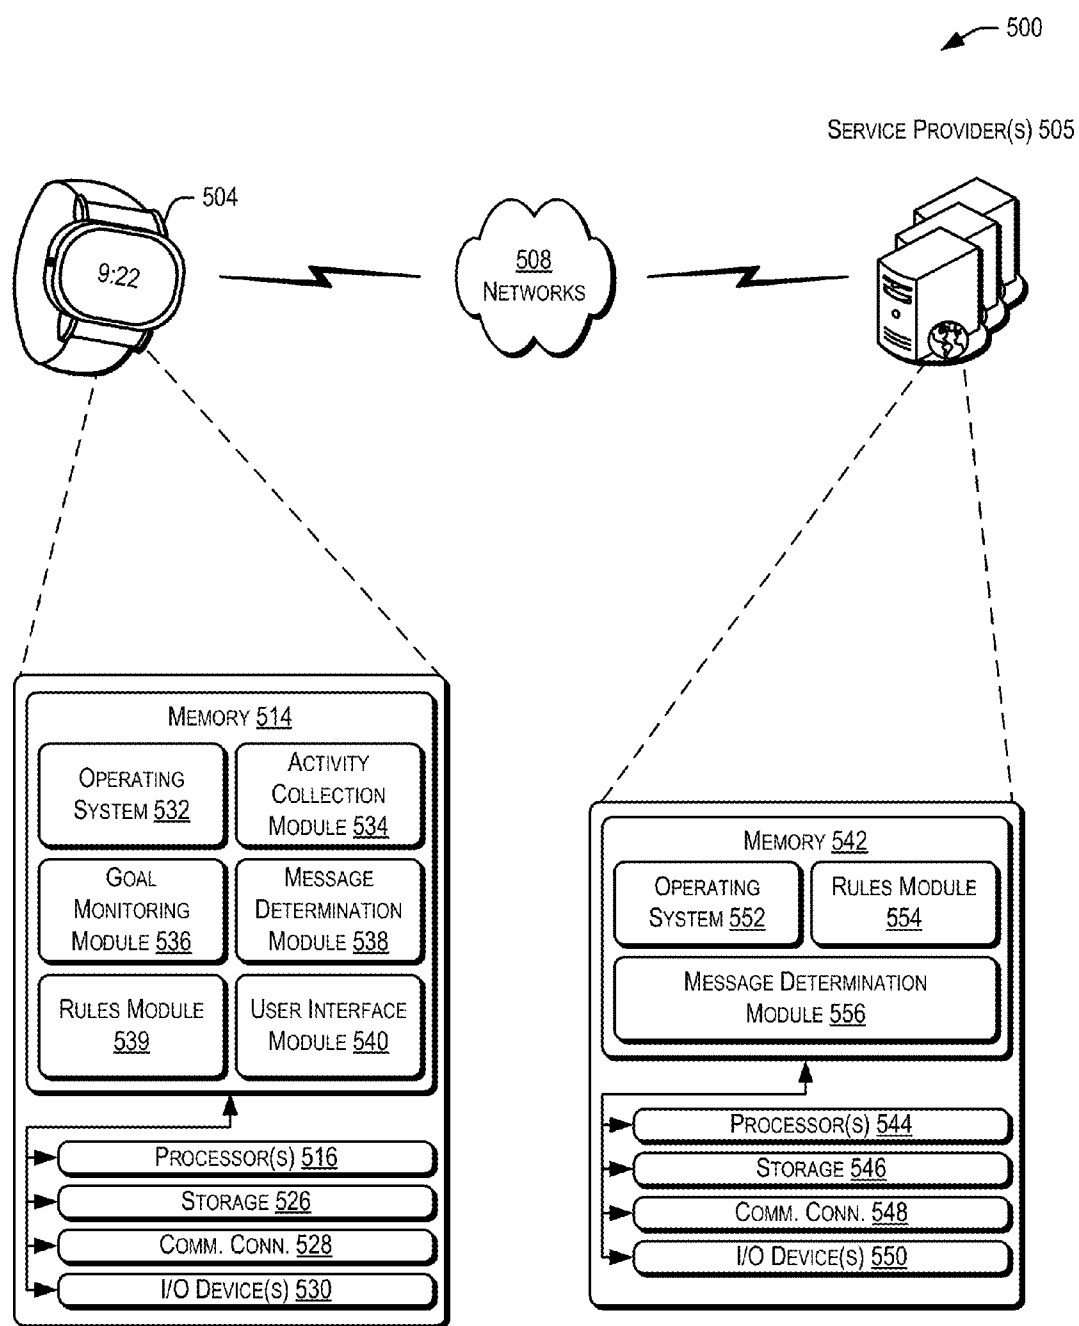 500
SERVICE PROVIDER(S) 505
504
9:22
508
NETWORKS
MEMORY 514
OPERATING
SYSTEM 532
ACTIVITY
COLLECTION
MODULE 534
GOAL
MONITORING
MODULE 536
MESSAGE
DETERMINATION
MODULE 538
RULES MODULE
539
USER INTERFACE
MODULE 540
PROCESSOR(S) 516
STORAGE 526
COMM. CONN. 528
I/O DEVICE(S) 530
MEMORY 542
OPERATING
SYSTEM 552
RULES MODULE
554
MESSAGE DETERMINATION
MODULE 556
PROCESSOR(S) 544
STORAGE 546
COMM. CONN. 548
I/O DEVICE(S) 550